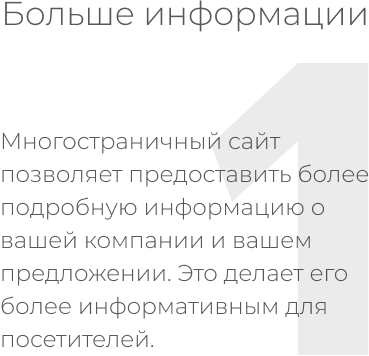 Больше информации
1
Многостраничный сайт
позволяет предоставить более
подробную информацию о
вашей компании и вашем
предложении. Это делает его
более информативным для
посетителей.